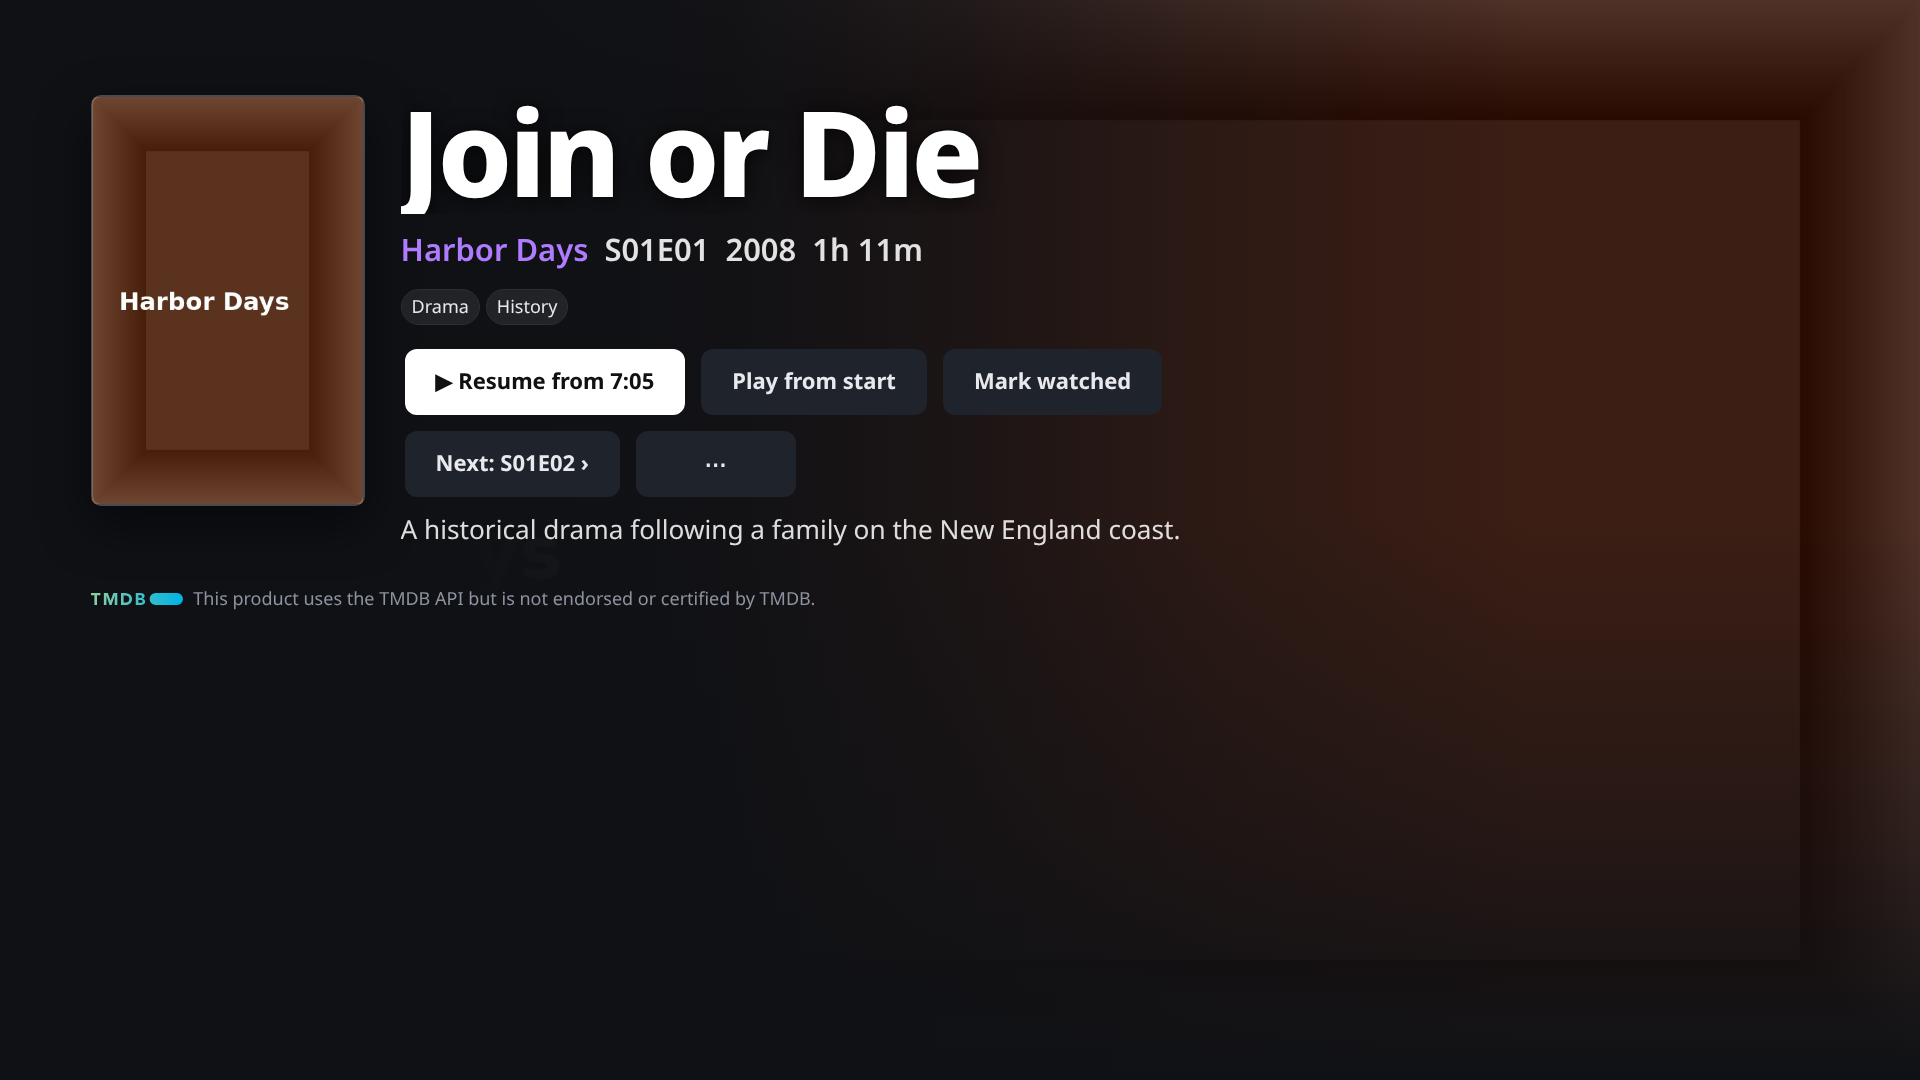 Harbor Days
Join or Die
Harbor Days S01E01 2008 1h 11m
Drama History
▶ Resume from 7:05 Play from start Mark watched
Next: S01E02 › ...
A historical drama following a family on the New England coast.
TMDB This product uses the TMDB API but is not endorsed or certified by TMDB.